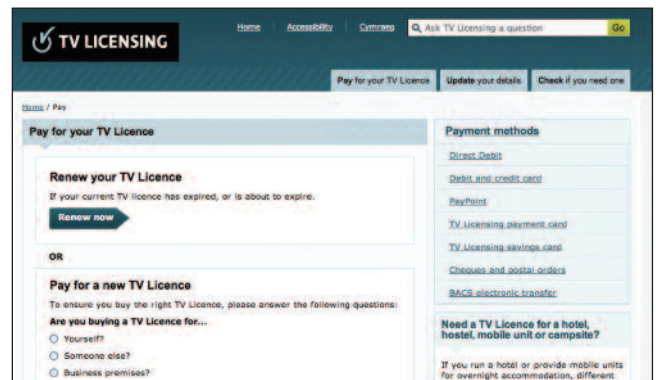 TV LICENSING
Home Accessibility Cymraeg
Ask TV Licensing a question Go
Pay for your TV Licence Update your details Check if you need one
Home / Pay
Pay for your TV Licence
Renew your TV Licence
If your current TV licence has expired, or is about to expire.
Renew now
OR
Pay for a new TV Licence
To ensure you buy the right TV Licence, please answer the following questions:
Are you buying a TV Licence for...
Yourself?
Someone else?
Business premises?
Payment methods
Direct Debit
Debit and credit card
PayPoint
TV Licensing payment card
TV Licensing savings card
Cheques and postal orders
BACS electronic transfer
Need a TV Licence for a hotel,
hostel, mobile unit or campsite?
If you run a hotel or provide mobile units
for overnight accommodation, different